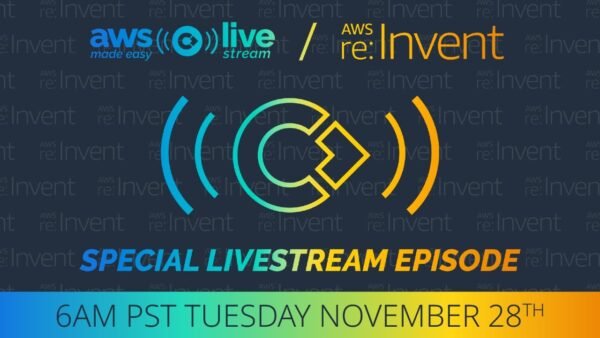 aws live
made easy stream
/
AWS
re:Invent
SPECIAL LIVESTREAM EPISODE
6AM PST TUESDAY NOVEMBER 28TH